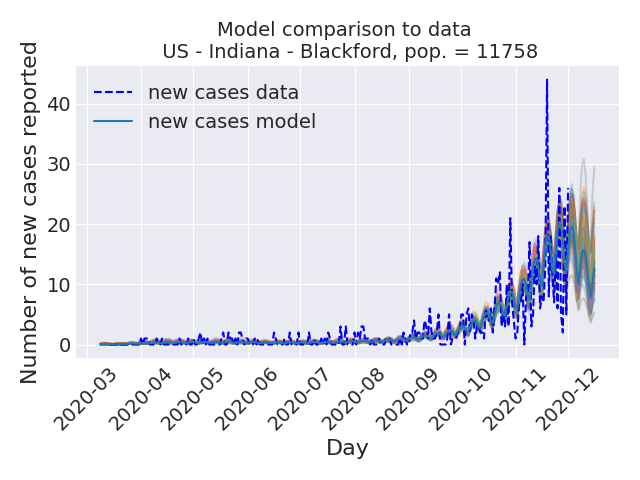 Model comparison to data
US - Indiana - Blackford, pop. = 11758
Number of new cases reported
new cases data
new cases model
40
30
20
10
0
2020-03
2020-04
2020-05
2020-06
2020-07
2020-08
2020-09
2020-10
2020-11
2020-12
Day